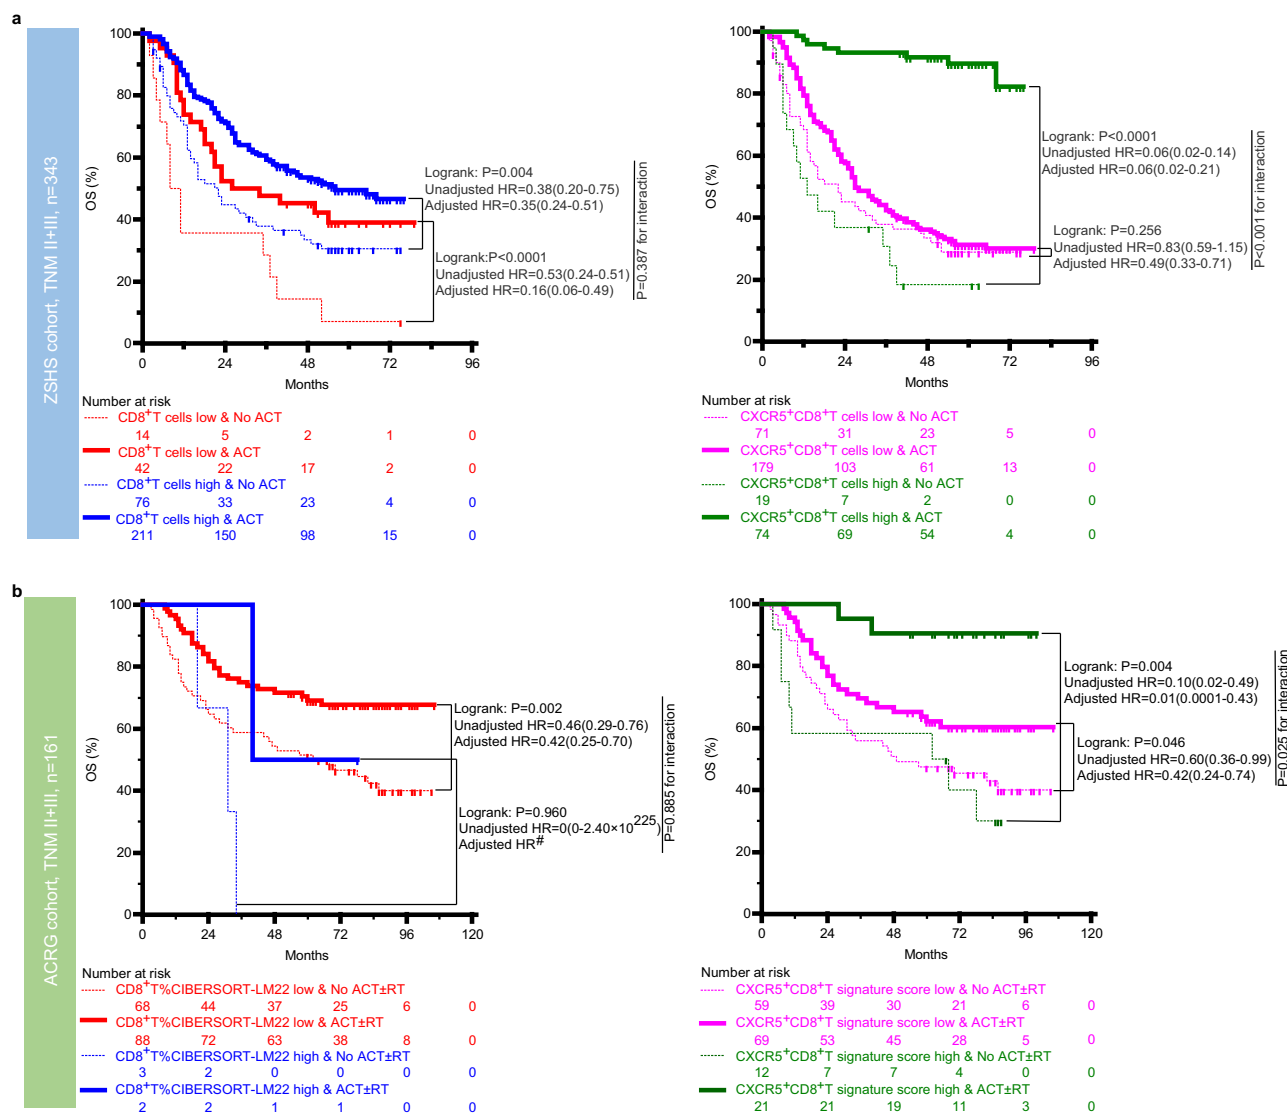 a
ZSHS cohort, TNM II+III, n=343
OS (%)
100
80
60
40
20
0
0 24 48 72 96
Months
Logrank: P=0.004
Unadjusted HR=0.38(0.20-0.75)
Adjusted HR=0.35(0.24-0.51)
Logrank:P<0.0001
Unadjusted HR=0.53(0.24-0.51)
Adjusted HR=0.16(0.06-0.49)
P=0.387 for interaction
Number at risk
CD8+T cells low & No ACT
14 5 2 1 0
CD8+T cells low & ACT
42 22 17 2 0
CD8+T cells high & No ACT
76 33 23 4 0
CD8+T cells high & ACT
211 150 98 15 0
OS (%)
100
80
60
40
20
0
0 24 48 72 96
Months
Logrank: P<0.0001
Unadjusted HR=0.06(0.02-0.14)
Adjusted HR=0.06(0.02-0.21)
Logrank: P=0.256
Unadjusted HR=0.83(0.59-1.15)
Adjusted HR=0.49(0.33-0.71)
P<0.001 for interaction
Number at risk
CXCR5+CD8+T cells low & No ACT
71 31 23 5 0
CXCR5+CD8+T cells low & ACT
179 103 61 13 0
CXCR5+CD8+T cells high & No ACT
19 7 2 0 0
CXCR5+CD8+T cells high & ACT
74 69 54 4 0
b
ACRG cohort, TNM II+III, n=161
OS (%)
100
80
60
40
20
0
0 24 48 72 96 120
Months
Logrank: P=0.002
Unadjusted HR=0.46(0.29-0.76)
Adjusted HR=0.42(0.25-0.70)
Logrank: P=0.960
Unadjusted HR=0(0-2.40×10^225)
Adjusted HR#
P=0.885 for interaction
Number at risk
CD8+T%CIBERSORT-LM22 low & No ACT±RT
68 44 37 25 6 0
CD8+T%CIBERSORT-LM22 low & ACT±RT
88 72 63 38 8 0
CD8+T%CIBERSORT-LM22 high & No ACT±RT
3 2 0 0 0 0
CD8+T%CIBERSORT-LM22 high & ACT±RT
2 2 1 1 0 0
OS (%)
100
80
60
40
20
0
0 24 48 72 96 120
Months
Logrank: P=0.004
Unadjusted HR=0.10(0.02-0.49)
Adjusted HR=0.01(0.0001-0.43)
Logrank: P=0.046
Unadjusted HR=0.60(0.36-0.99)
Adjusted HR=0.42(0.24-0.74)
P=0.025 for interaction
Number at risk
CXCR5+CD8+T signature score low & No ACT±RT
59 39 30 21 6 0
CXCR5+CD8+T signature score low & ACT±RT
69 53 45 28 5 0
CXCR5+CD8+T signature score high & No ACT±RT
12 7 7 4 0 0
CXCR5+CD8+T signature score high & ACT±RT
21 21 19 11 3 0